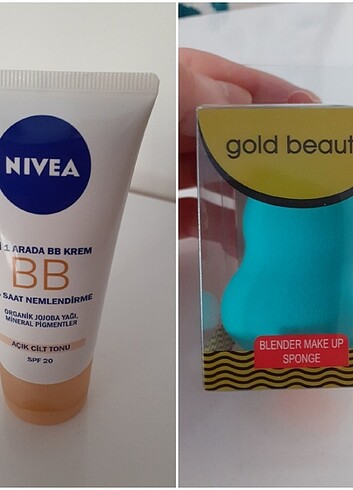 NIVEA
1 ARADA BB KREM
BB
SAAT NEMLENDİRME
ORGANİK JOJOBA YAĞI,
MİNERAL PİGMENTLER
AÇIK CİLT TONU
SPF 20
gold beaut
BLENDER MAKE UP
SPONGE